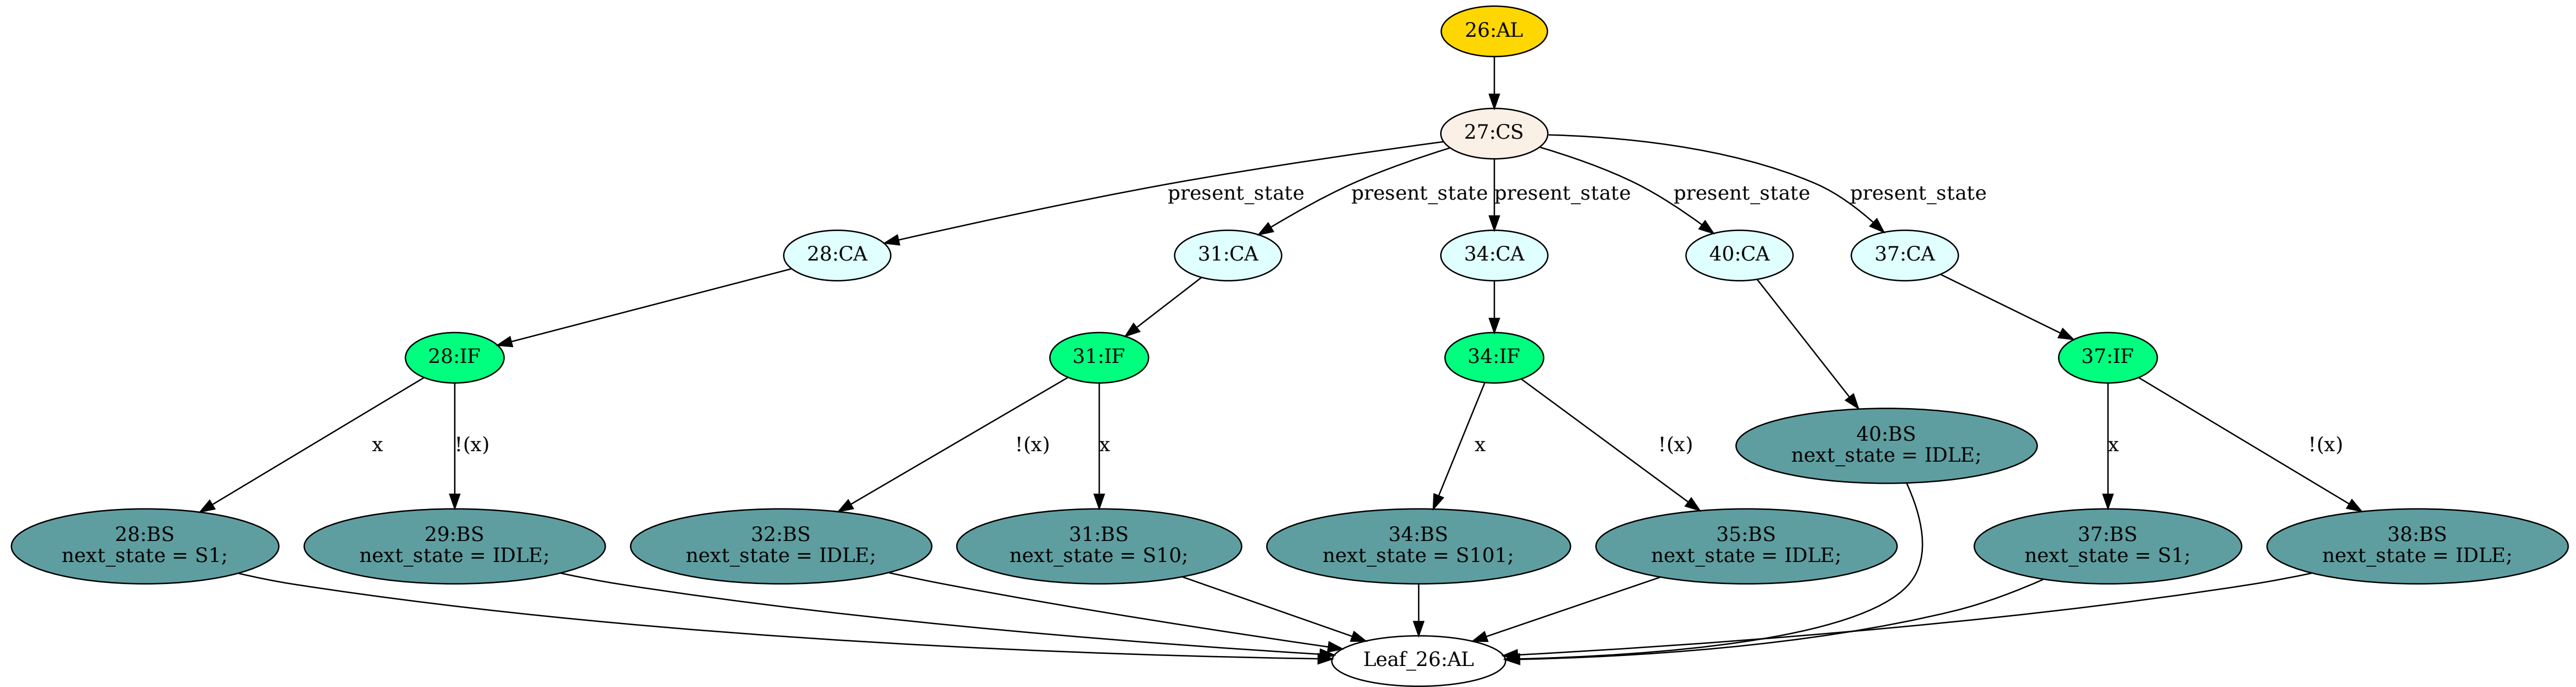 26:AL
27:CS
present_state
present_state
present_state
present_state
present_state
28:CA
31:CA
34:CA
40:CA
37:CA
28:IF
31:IF
34:IF
37:IF
x
!(x)
!(x)
x
x
!(x)
40:BS
next_state = IDLE;
x
!(x)
28:BS
next_state = S1;
29:BS
next_state = IDLE;
32:BS
next_state = IDLE;
31:BS
next_state = S10;
34:BS
next_state = S101;
35:BS
next_state = IDLE;
37:BS
next_state = S1;
38:BS
next_state = IDLE;
Leaf_26:AL